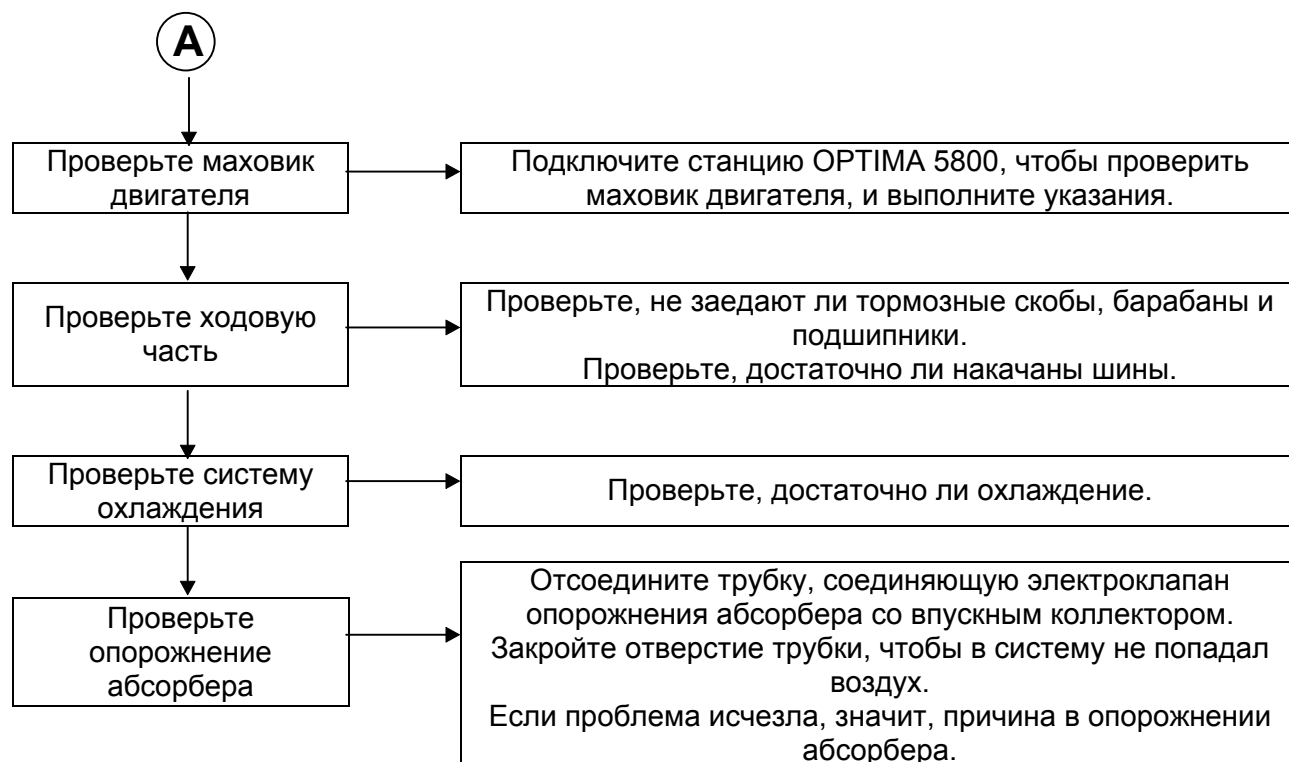 A
Проверьте маховик
двигателя
Подключите станцию OPTIMA 5800, чтобы проверить
маховик двигателя, и выполните указания.
Проверьте ходовую
часть
Проверьте, не заедают ли тормозные скобы, барабаны и
подшипники.
Проверьте, достаточно ли накачаны шины.
Проверьте систему
охлаждения
Проверьте, достаточно ли охлаждение.
Проверьте
опорожнение
абсорбера
Отсоедините трубку, соединяющую электроклапан
опорожнения абсорбера со впускным коллектором.
Закройте отверстие трубки, чтобы в систему не попадал
воздух.
Если проблема исчезла, значит, причина в опорожнении
абсорбера.